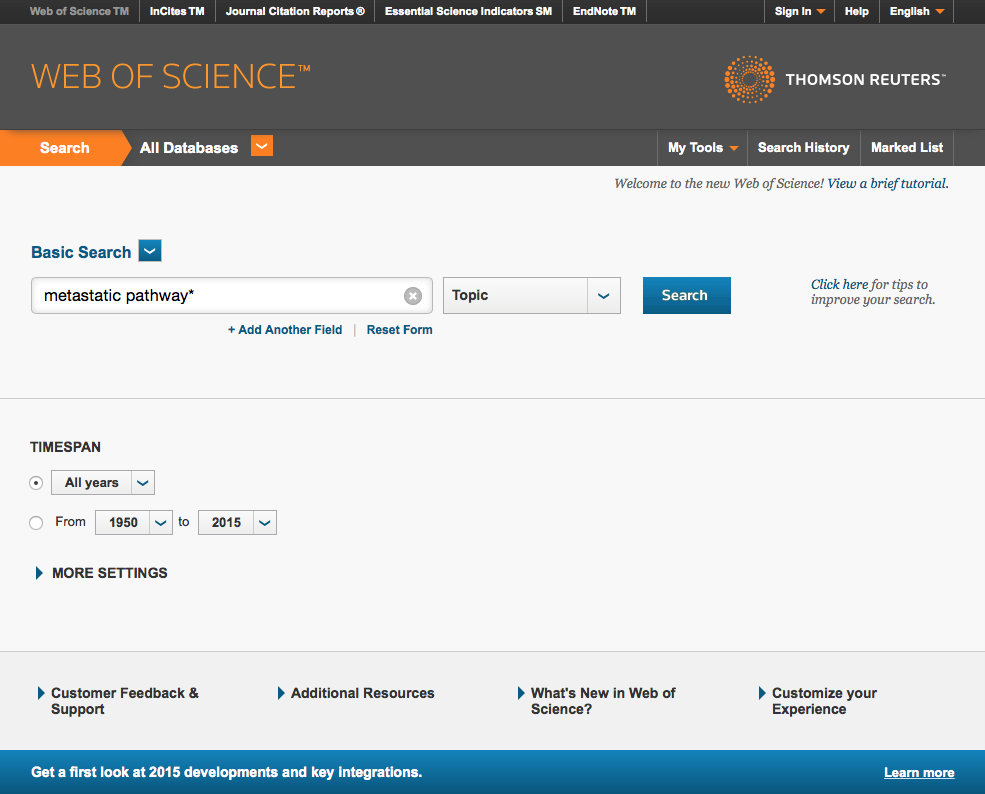 Web of Science TM InCites TM Journal Citation Reports ® Essential Science Indicators SM EndNote TM Sign In Help English
WEB OF SCIENCE™
THOMSON REUTERS™
Search All Databases My Tools Search History Marked List
Welcome to the new Web of Science! View a brief tutorial.
Basic Search
metastatic pathway* Topic Search
Click here for tips to
improve your search.
+ Add Another Field | Reset Form
TIMESPAN
All years
From 1950 to 2015
MORE SETTINGS
Customer Feedback &
Support
Additional Resources
What's New in Web of
Science?
Customize your
Experience
Get a first look at 2015 developments and key integrations. Learn more